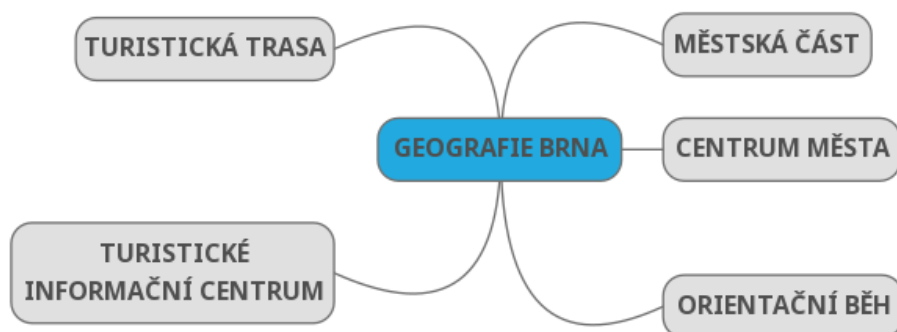 TURISTICKÁ TRASA
MĚSTSKÁ ČÁST
GEOGRAFIE BRNA
CENTRUM MĚSTA
TURISTICKÉ
INFORMAČNÍ CENTRUM
ORIENTAČNÍ BĚH